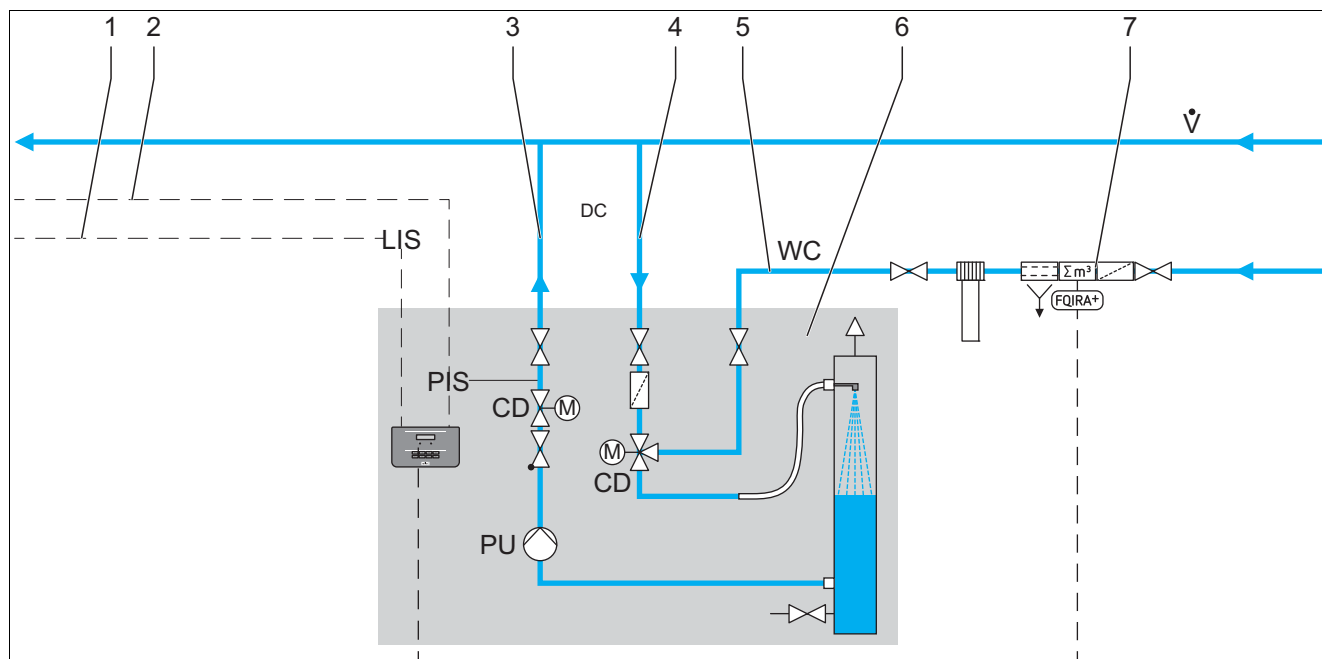 1 2 3 4 5 6 7
V̇
DC
LIS
WC
Σm³
FQIRA+
PIS
CD M
M
CD
PU